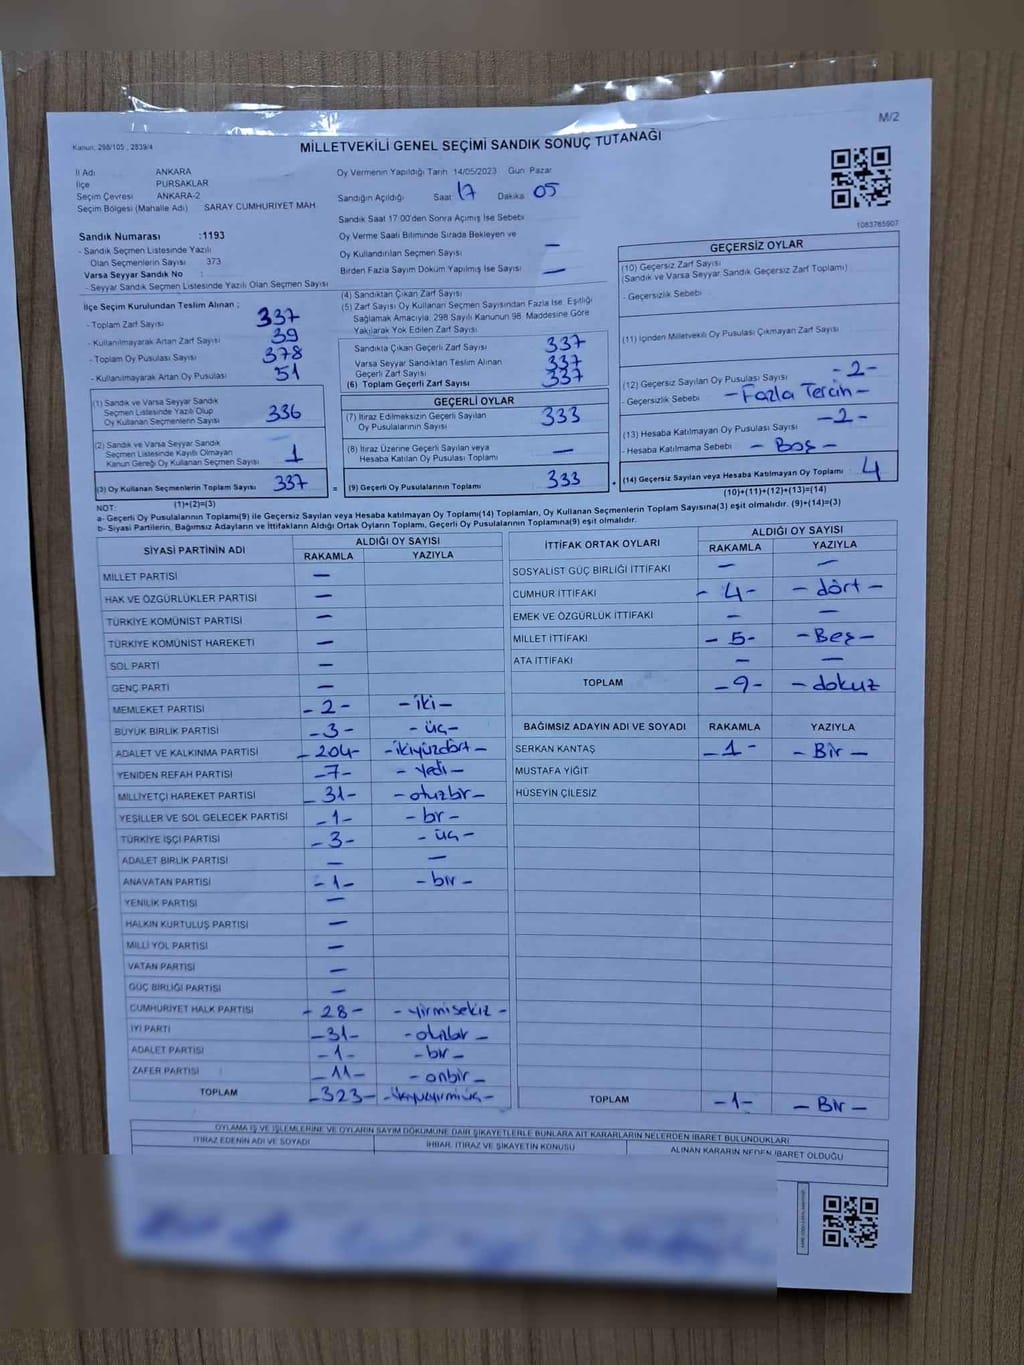 M/2
Kanun: 298/105 , 2839/4
MİLLETVEKİLİ GENEL SEÇİMİ SANDIK SONUÇ TUTANAĞI
İl Adı ANKARA
İlçe PURSAKLAR
Seçim Çevresi ANKARA-2
Seçim Bölgesi (Mahalle Adı) SARAY CUMHURIYET MAH.
Oy Vermenin Yapıldığı Tarih 14/05/2023 Gün Pazar
Sandığın Açıldığı Saat 17 Dakika 05
Sandık Saat 17:00'den Sonra Açımış İse Sebebi
1083765907
Sandık Numarası :1193
- Sandık Seçmen Listesinde Yazılı
Olan Seçmenlerin Sayısı 373
Varsa Seyyar Sandık No :
- Seyyar Sandık Seçmen Listesinde Yazılı Olan Seçmen Sayısı
Oy Verme Saati Bitiminde Sırada Bekleyen ve
Oy Kullandırılan Seçmen Sayısı —
Birden Fazla Sayım Döküm Yapılmış İse Sayısı —
İlçe Seçim Kurulundan Teslim Alınan ;
- Toplam Zarf Sayısı 337
- Kullanılmayarak Artan Zarf Sayısı 39
- Toplam Oy Pusulası Sayısı 378
- Kullanılmayarak Artan Oy Pusulası 51
(4) Sandıktan Çıkan Zarf Sayısı
(5) Zarf Sayısı Oy Kullanan Seçmen Sayısından Fazla İse, Eşitliği
Sağlamak Amacıyla, 298 Sayılı Kanunun 98. Maddesine Göre
Yakılarak Yok Edilen Zarf Sayısı
Sandıkta Çıkan Geçerli Zarf Sayısı 337
Varsa Seyyar Sandıktan Teslim Alınan
Geçerli Zarf Sayısı 337
(6) Toplam Geçerli Zarf Sayısı 337
GEÇERSİZ OYLAR
(10) Geçersiz Zarf Sayısı
(Sandık ve Varsa Seyyar Sandık Geçersiz Zarf Toplamı)
- Geçersizlik Sebebi
(11) İçinden Milletvekili Oy Pusulası Çıkmayan Zarf Sayısı
(12) Geçersiz Sayılan Oy Pusulası Sayısı -2-
- Geçersizlik Sebebi -Fazla Tercih-
(13) Hesaba Katılmayan Oy Pusulası Sayısı -2-
- Hesaba Katılmama Sebebi - Boş -
(14) Geçersiz Sayılan veya Hesaba Katılmayan Oy Toplamı 4
(10)+(11)+(12)+(13)=(14)
(1) Sandık ve Varsa Seyyar Sandık
Seçmen Listesinde Yazılı Olup
Oy Kullanan Seçmenlerin Sayısı 336
(2) Sandık ve Varsa Seyyar Sandık
Seçmen Listesinde Kayıtlı Olmayan
Kanun Gereği Oy Kullanan Seçmen Sayısı 1
(3) Oy Kullanan Seçmenlerin Toplam Sayısı 337
(1)+(2)=(3)
GEÇERLİ OYLAR
(7) İtiraz Edilmeksizin Geçerli Sayılan
Oy Pusulalarının Sayısı 333
(8) İtiraz Üzerine Geçerli Sayılan veya
Hesaba Katılan Oy Pusulası Toplamı —
= (9) Geçerli Oy Pusulalarının Toplamı 333
NOT:
a- Geçerli Oy Pusulalarının Toplamı(9) ile Geçersiz Sayılan veya Hesaba katılmayan Oy Toplamı(14) Toplamları, Oy Kullanan Seçmenlerin Toplam Sayısına(3) eşit olmalıdır. (9)+(14)=(3)
b- Siyasi Partilerin, Bağımsız Adayların ve İttifakların Aldığı Ortak Oyların Toplamı, Geçerli Oy Pusulalarının Toplamına(9) eşit olmalıdır.
SİYASİ PARTİNİN ADI ALDIĞI OY SAYISI
RAKAMLA YAZIYLA
MİLLET PARTİSİ —
HAK VE ÖZGÜRLÜKLER PARTİSİ —
TÜRKİYE KOMÜNİST PARTİSİ —
TÜRKİYE KOMÜNİST HAREKETİ —
SOL PARTİ —
GENÇ PARTİ —
MEMLEKET PARTİSİ -2- -iki-
BÜYÜK BİRLİK PARTİSİ -3- -üç-
ADALET VE KALKINMA PARTİSİ -204- -ikiyüzdört-
YENİDEN REFAH PARTİSİ -7- -Yedi-
MİLLİYETÇİ HAREKET PARTİSİ -31- -otuzbir-
YEŞİLLER VE SOL GELECEK PARTİSİ -1- -br-
TÜRKİYE İŞÇİ PARTİSİ -3- -üç-
ADALET BİRLİK PARTİSİ — —
ANAVATAN PARTİSİ -1- -bir-
YENİLİK PARTİSİ —
HALKIN KURTULUŞ PARTİSİ —
MİLLİ YOL PARTİSİ —
VATAN PARTİSİ —
GÜÇ BİRLİĞİ PARTİSİ —
CUMHURİYET HALK PARTİSİ -28- -yirmisekiz-
İYİ PARTİ -31- -otuzbr-
ADALET PARTİSİ -1- -br-
ZAFER PARTİSİ -11- -onbir-
TOPLAM -323-
İTTİFAK ORTAK OYLARI ALDIĞI OY SAYISI
RAKAMLA YAZIYLA
SOSYALİST GÜÇ BİRLİĞİ İTTİFAKI — —
CUMHUR İTTİFAKI -4- -dört-
EMEK VE ÖZGÜRLÜK İTTİFAKI — —
MİLLET İTTİFAKI -5- -Beş-
ATA İTTİFAKI — —
TOPLAM -9- -dokuz
BAĞIMSIZ ADAYIN ADI VE SOYADI RAKAMLA YAZIYLA
SERKAN KANTAŞ -1- -Bir-
MUSTAFA YİĞİT
HÜSEYİN ÇİLESİZ
TOPLAM -1- -Bir-
OYLAMA İŞ VE İŞLEMLERİNE VE OYLARIN SAYIM DÖKÜMÜNE DAİR ŞİKAYETLERLE BUNLARA AİT KARARLARIN NELERDEN İBARET BULUNDUKLARI
İTİRAZ EDENİN ADI VE SOYADI İHBAR, İTİRAZ VE ŞİKAYETİN KONUSU ALINAN KARARIN NEDEN İBARET OLDUĞU